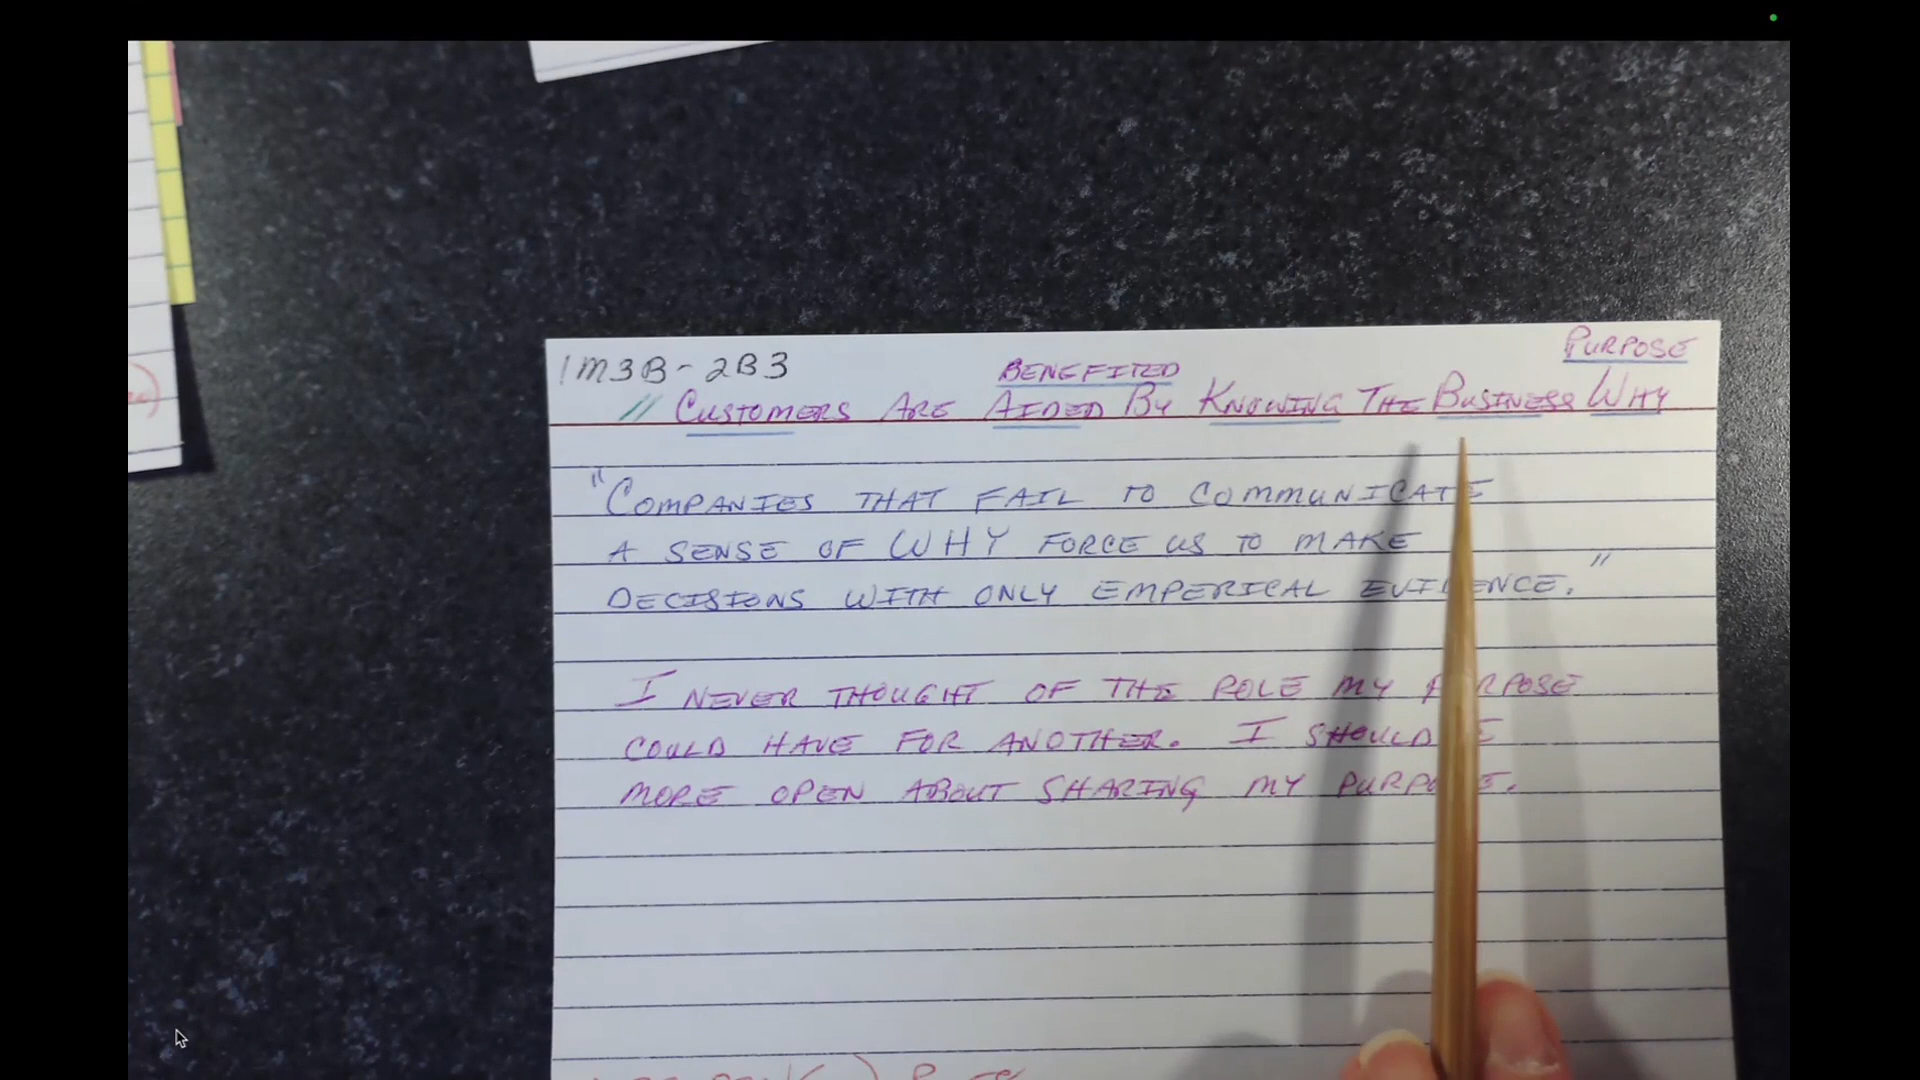 1M3B-2B3
PURPOSE
BENEFITED
// CUSTOMERS ARE AIDED BY KNOWING THE BUSINESS WHY
"COMPANIES THAT FAIL TO COMMUNICATE
A SENSE OF WHY FORCE US TO MAKE
DECISIONS WITH ONLY EMPERICAL EVIDENCE."
I NEVER THOUGHT OF THE ROLE MY PURPOSE
COULD HAVE FOR ANOTHER. I SHOULD BE
MORE OPEN ABOUT SHARING MY PURPOSE.